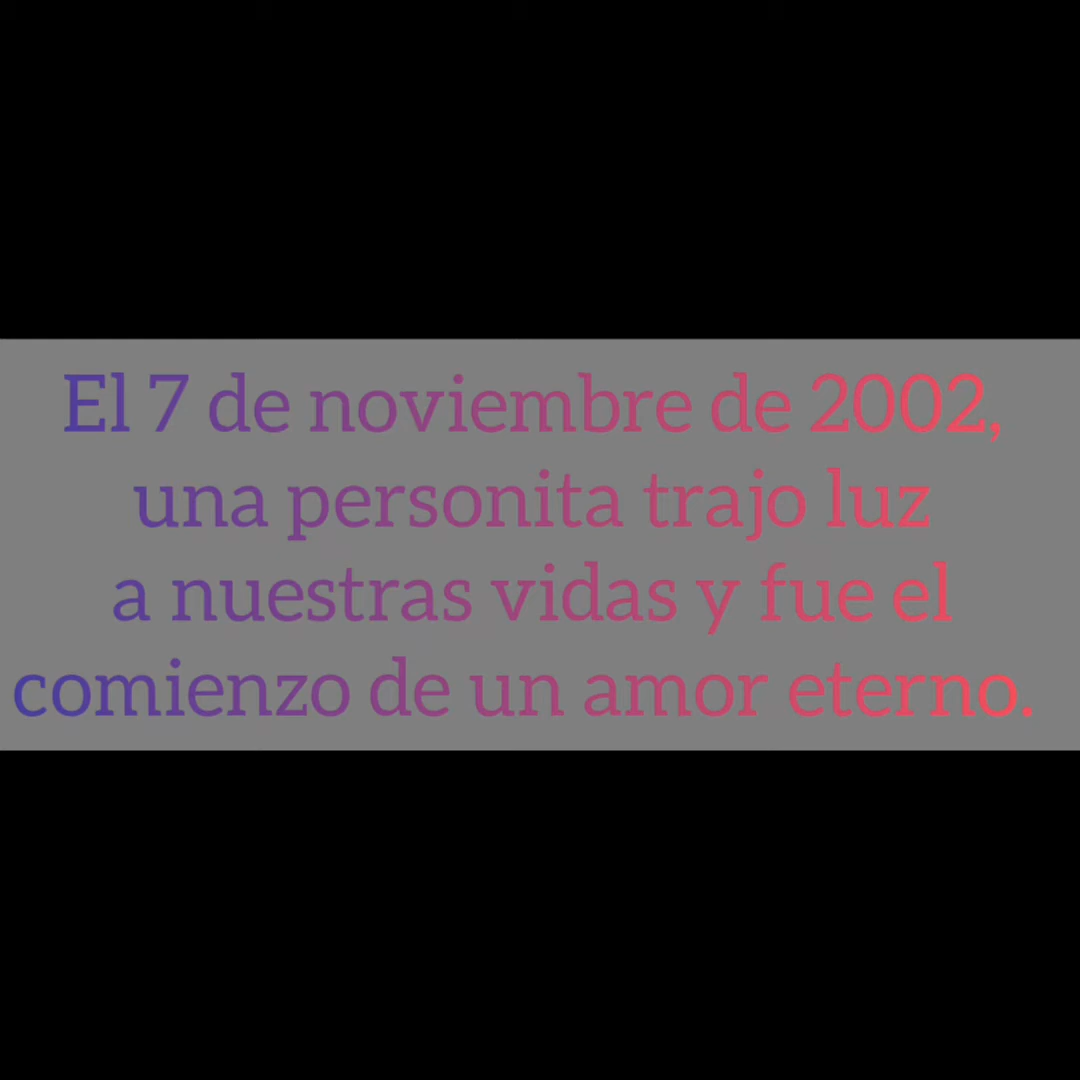 El 7 de noviembre de 2002,
una personita trajo luz
a nuestras vidas y fue el
comienzo de un amor eterno.